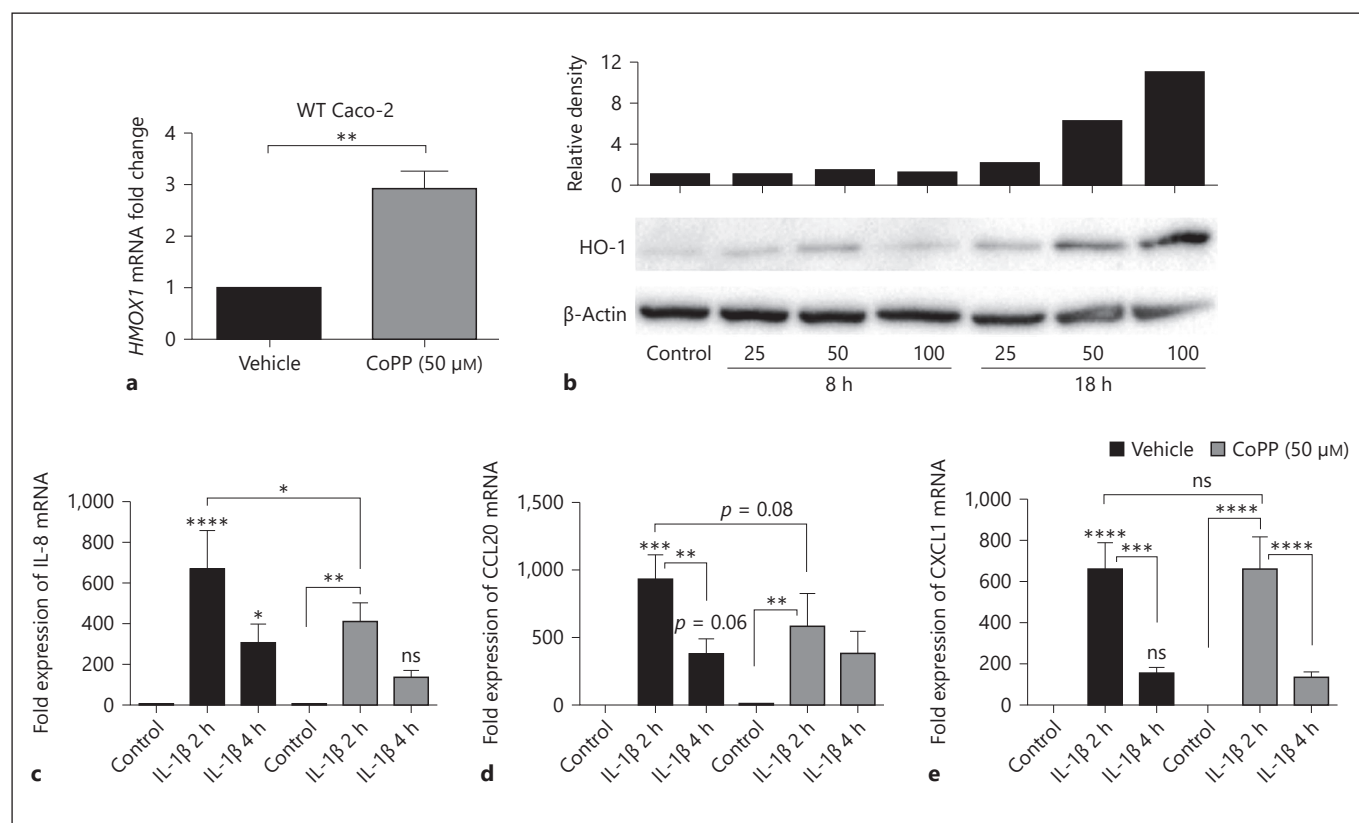 WT Caco-2
**
4
3
2
1
0
HMOX1 mRNA fold change
Vehicle
CoPP (50 µM)
a
12
8
4
0
Relative density
HO-1
β-Actin
Control 25 50 100 25 50 100
8 h 18 h
b
Vehicle CoPP (50 µM)
1,000
800
600
400
200
0
Fold expression of IL-8 mRNA
*
****
*
**
ns
Control IL-1β 2 h IL-1β 4 h Control IL-1β 2 h IL-1β 4 h
c
1,500
1,000
500
0
Fold expression of CCL20 mRNA
p = 0.08
***
**
p = 0.06
**
Control IL-1β 2 h IL-1β 4 h Control IL-1β 2 h IL-1β 4 h
d
1,000
800
600
400
200
0
Fold expression of CXCL1 mRNA
ns
****
****
***
****
ns
Control IL-1β 2 h IL-1β 4 h Control IL-1β 2 h IL-1β 4 h
e